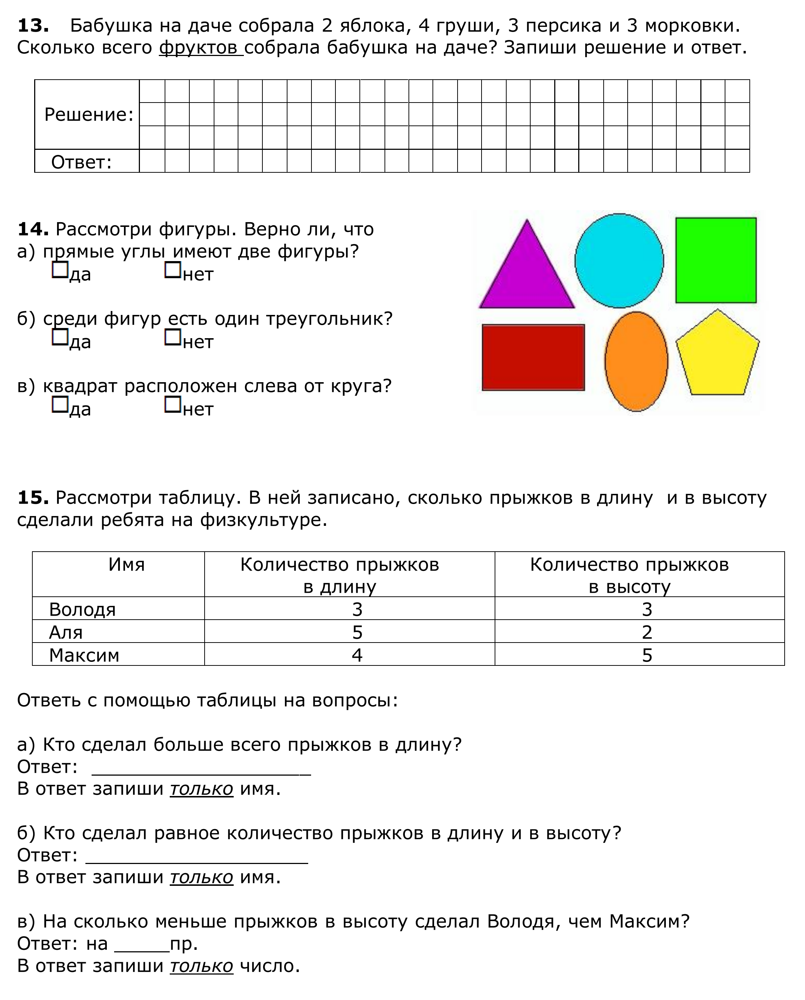 13. Бабушка на даче собрала 2 яблока, 4 груши, 3 персика и 3 морковки.
Сколько всего фруктов собрала бабушка на даче? Запиши решение и ответ.
Решение:
Ответ:
14. Рассмотри фигуры. Верно ли, что
а) прямые углы имеют две фигуры?
да нет
б) среди фигур есть один треугольник?
да нет
в) квадрат расположен слева от круга?
да нет
15. Рассмотри таблицу. В ней записано, сколько прыжков в длину и в высоту
сделали ребята на физкультуре.
Имя Количество прыжков Количество прыжков
в длину в высоту
Володя 3 3
Аля 5 2
Максим 4 5
Ответь с помощью таблицы на вопросы:
а) Кто сделал больше всего прыжков в длину?
Ответ: ________________________
В ответ запиши только имя.
б) Кто сделал равное количество прыжков в длину и в высоту?
Ответ: ________________________
В ответ запиши только имя.
в) На сколько меньше прыжков в высоту сделал Володя, чем Максим?
Ответ: на ______пр.
В ответ запиши только число.